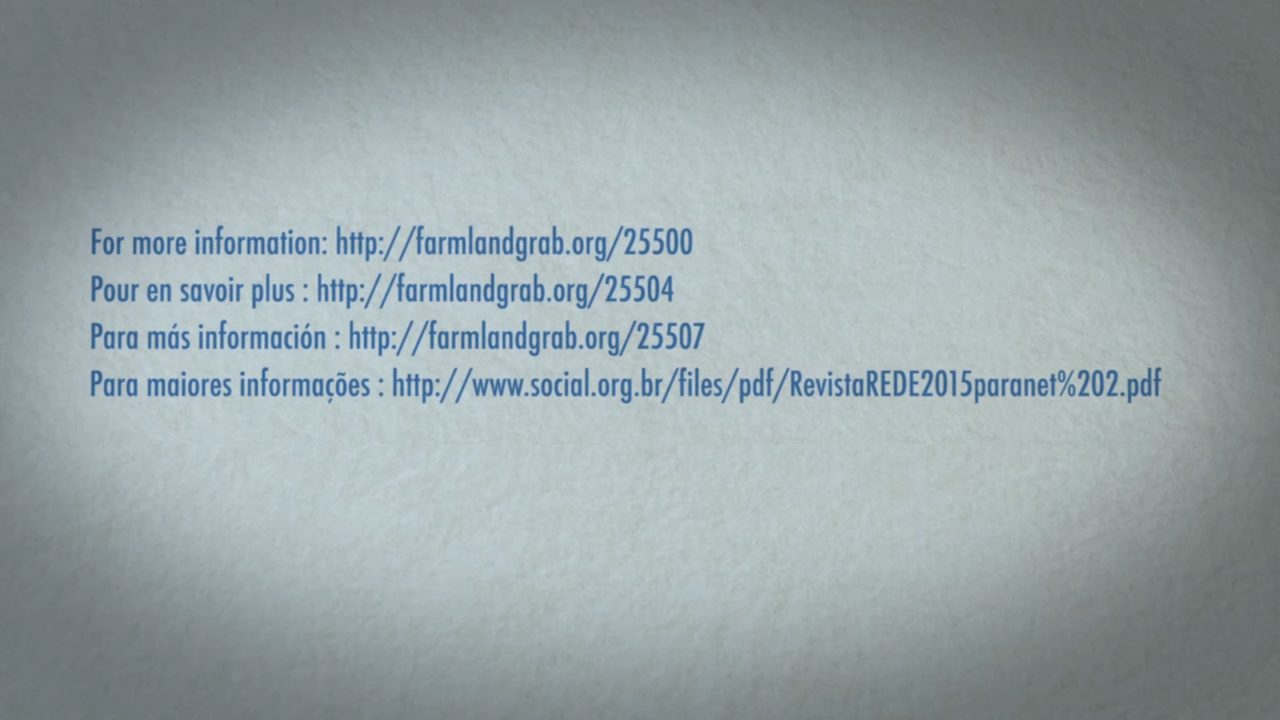 For more information: http://farmlandgrab.org/25500
Pour en savoir plus : http://farmlandgrab.org/25504
Para más información : http://farmlandgrab.org/25507
Para maiores informações : http://www.social.org.br/files/pdf/RevistaREDE2015paranet%202.pdf